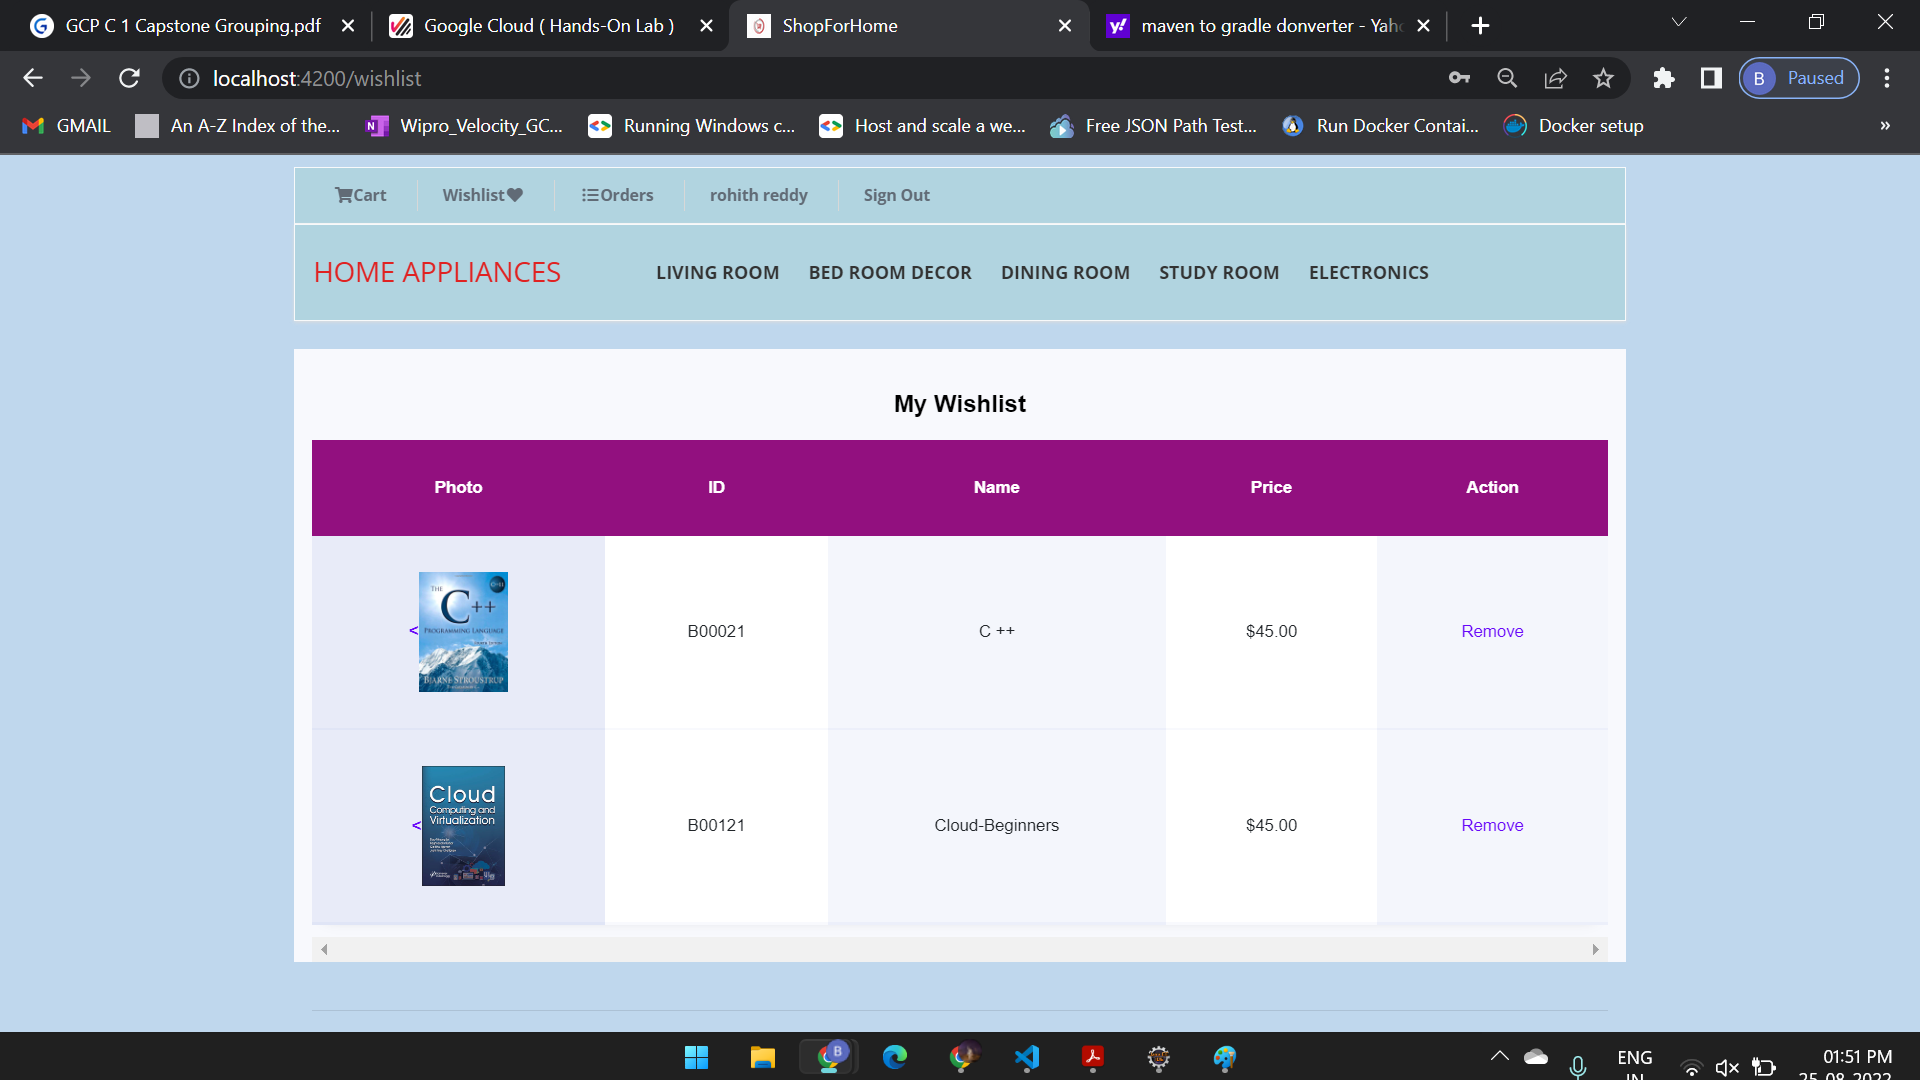 GCP C 1 Capstone Grouping.pdf
Google Cloud ( Hands-On Lab )
ShopForHome
maven to gradle donverter - Yah
localhost:4200/wishlist
B Paused
GMAIL
An A-Z Index of the...
Wipro_Velocity_GC...
Running Windows c...
Host and scale a we...
Free JSON Path Test...
Run Docker Contai...
Docker setup
»
Cart
Wishlist
Orders
rohith reddy
Sign Out
HOME APPLIANCES
LIVING ROOM
BED ROOM DECOR
DINING ROOM
STUDY ROOM
ELECTRONICS
My Wishlist
Photo ID Name Price Action
THE
C++
PROGRAMMING LANGUAGE
BJARNE STROUSTRUP
< B00021 C ++ $45.00 Remove
Cloud
Computing and
Virtualization
< B00121 Cloud-Beginners $45.00 Remove
ENG
IN
01:51 PM
25-08-2022